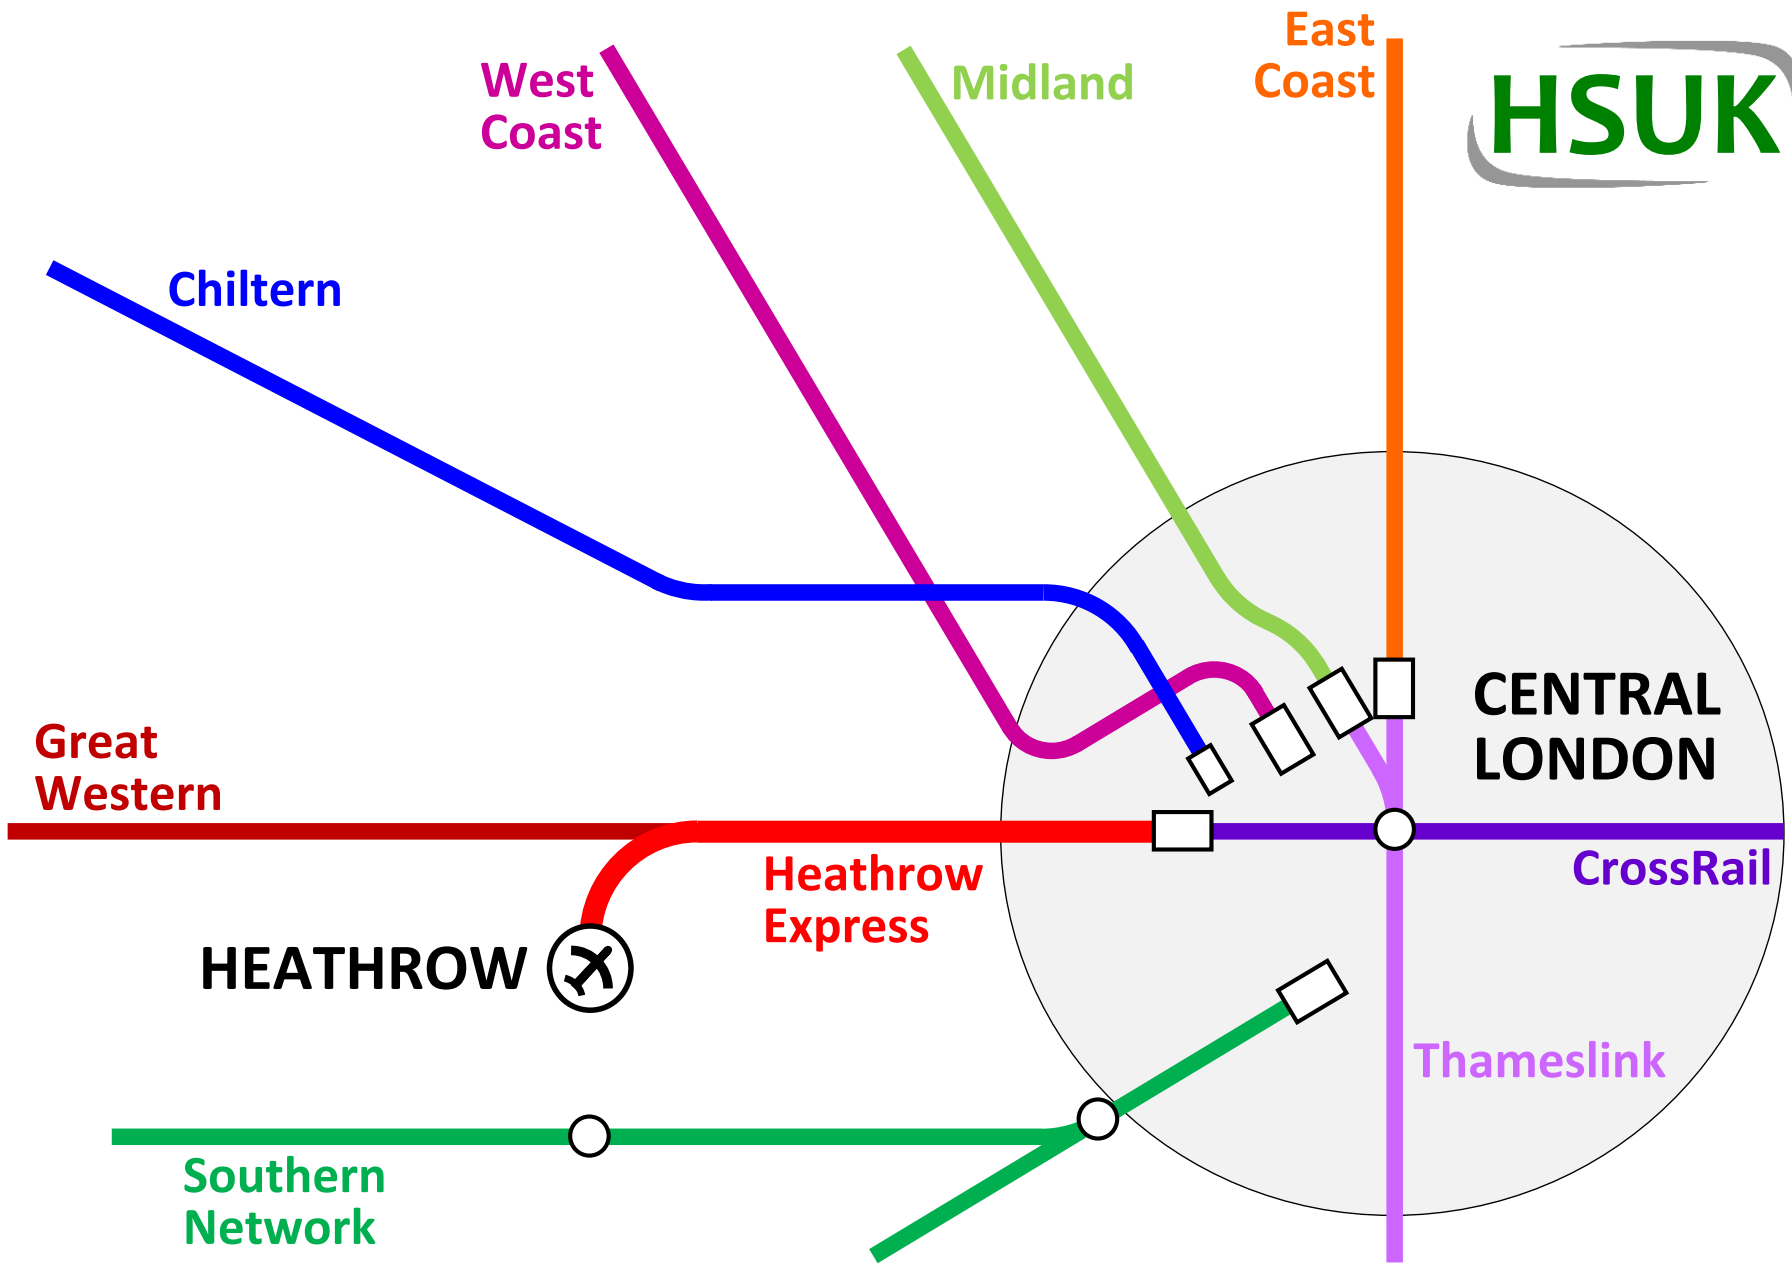 East
Coast
HSUK
West
Coast
Midland
Chiltern
CENTRAL
LONDON
Great
Western
Heathrow
Express
CrossRail
HEATHROW
Thameslink
Southern
Network